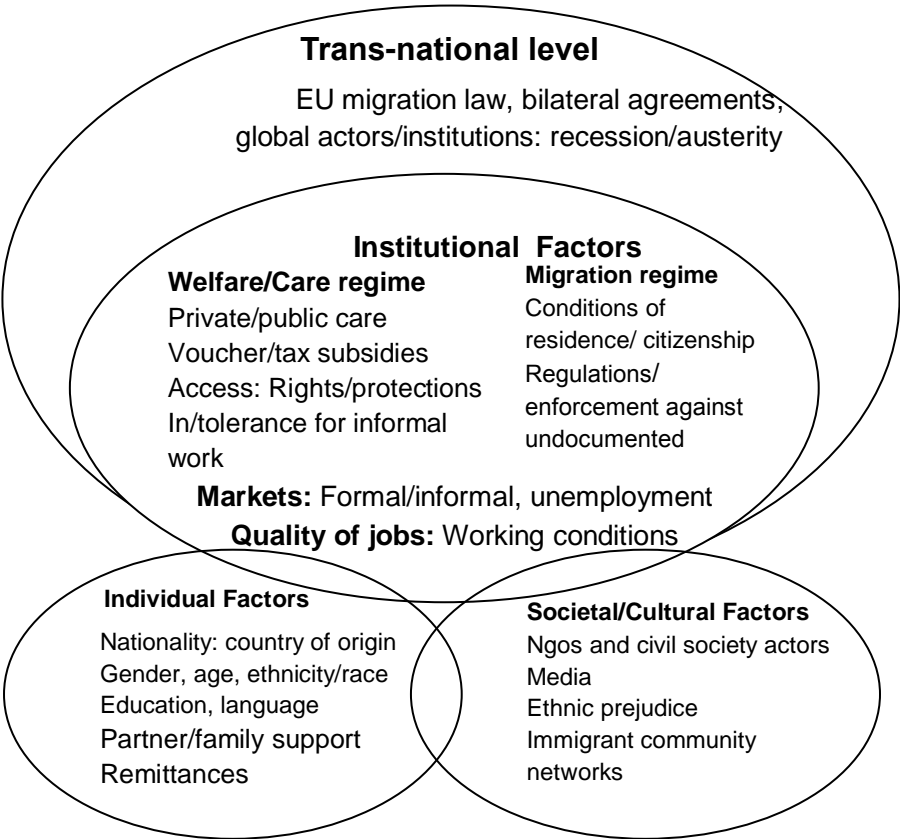 Trans-national level
EU migration law, bilateral agreements,
global actors/institutions: recession/austerity
Institutional Factors
Welfare/Care regime
Private/public care
Voucher/tax subsidies
Access: Rights/protections
In/tolerance for informal
work
Migration regime
Conditions of
residence/ citizenship
Regulations/
enforcement against
undocumented
Markets: Formal/informal, unemployment
Quality of jobs: Working conditions
Individual Factors
Nationality: country of origin
Gender, age, ethnicity/race
Education, language
Partner/family support
Remittances
Societal/Cultural Factors
Ngos and civil society actors
Media
Ethnic prejudice
Immigrant community
networks